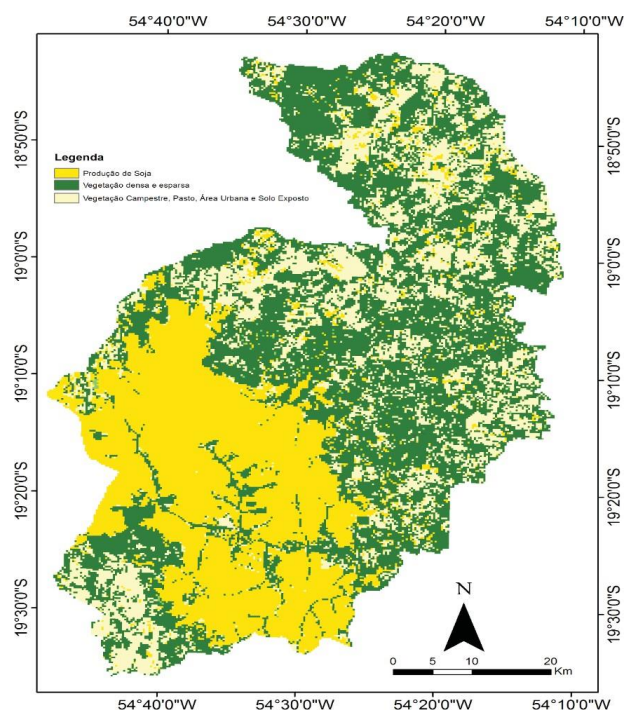 54°40'0"W 54°30'0"W 54°20'0"W 54°10'0"W
18°50'0"S 18°50'0"S
Legenda
Produção de Soja
Vegetação densa e esparsa
Vegetação Campestre, Pasto, Área Urbana e Solo Exposto
19°0'0"S 19°0'0"S
19°10'0"S 19°10'0"S
19°20'0"S 19°20'0"S
19°30'0"S 19°30'0"S
N
0 5 10 20
Km
54°40'0"W 54°30'0"W 54°20'0"W 54°10'0"W